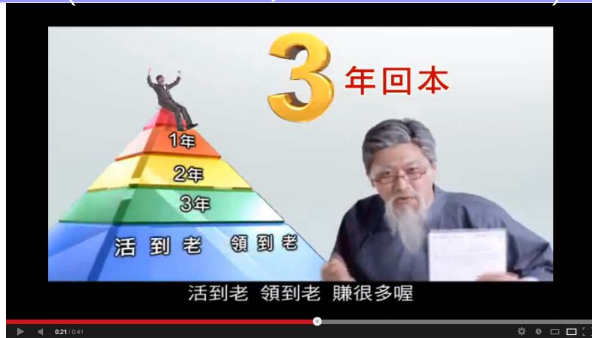 3年回本
1年
2年
3年
活到老 領到老
活到老 領到老 賺很多喔
0:21 / 0:41